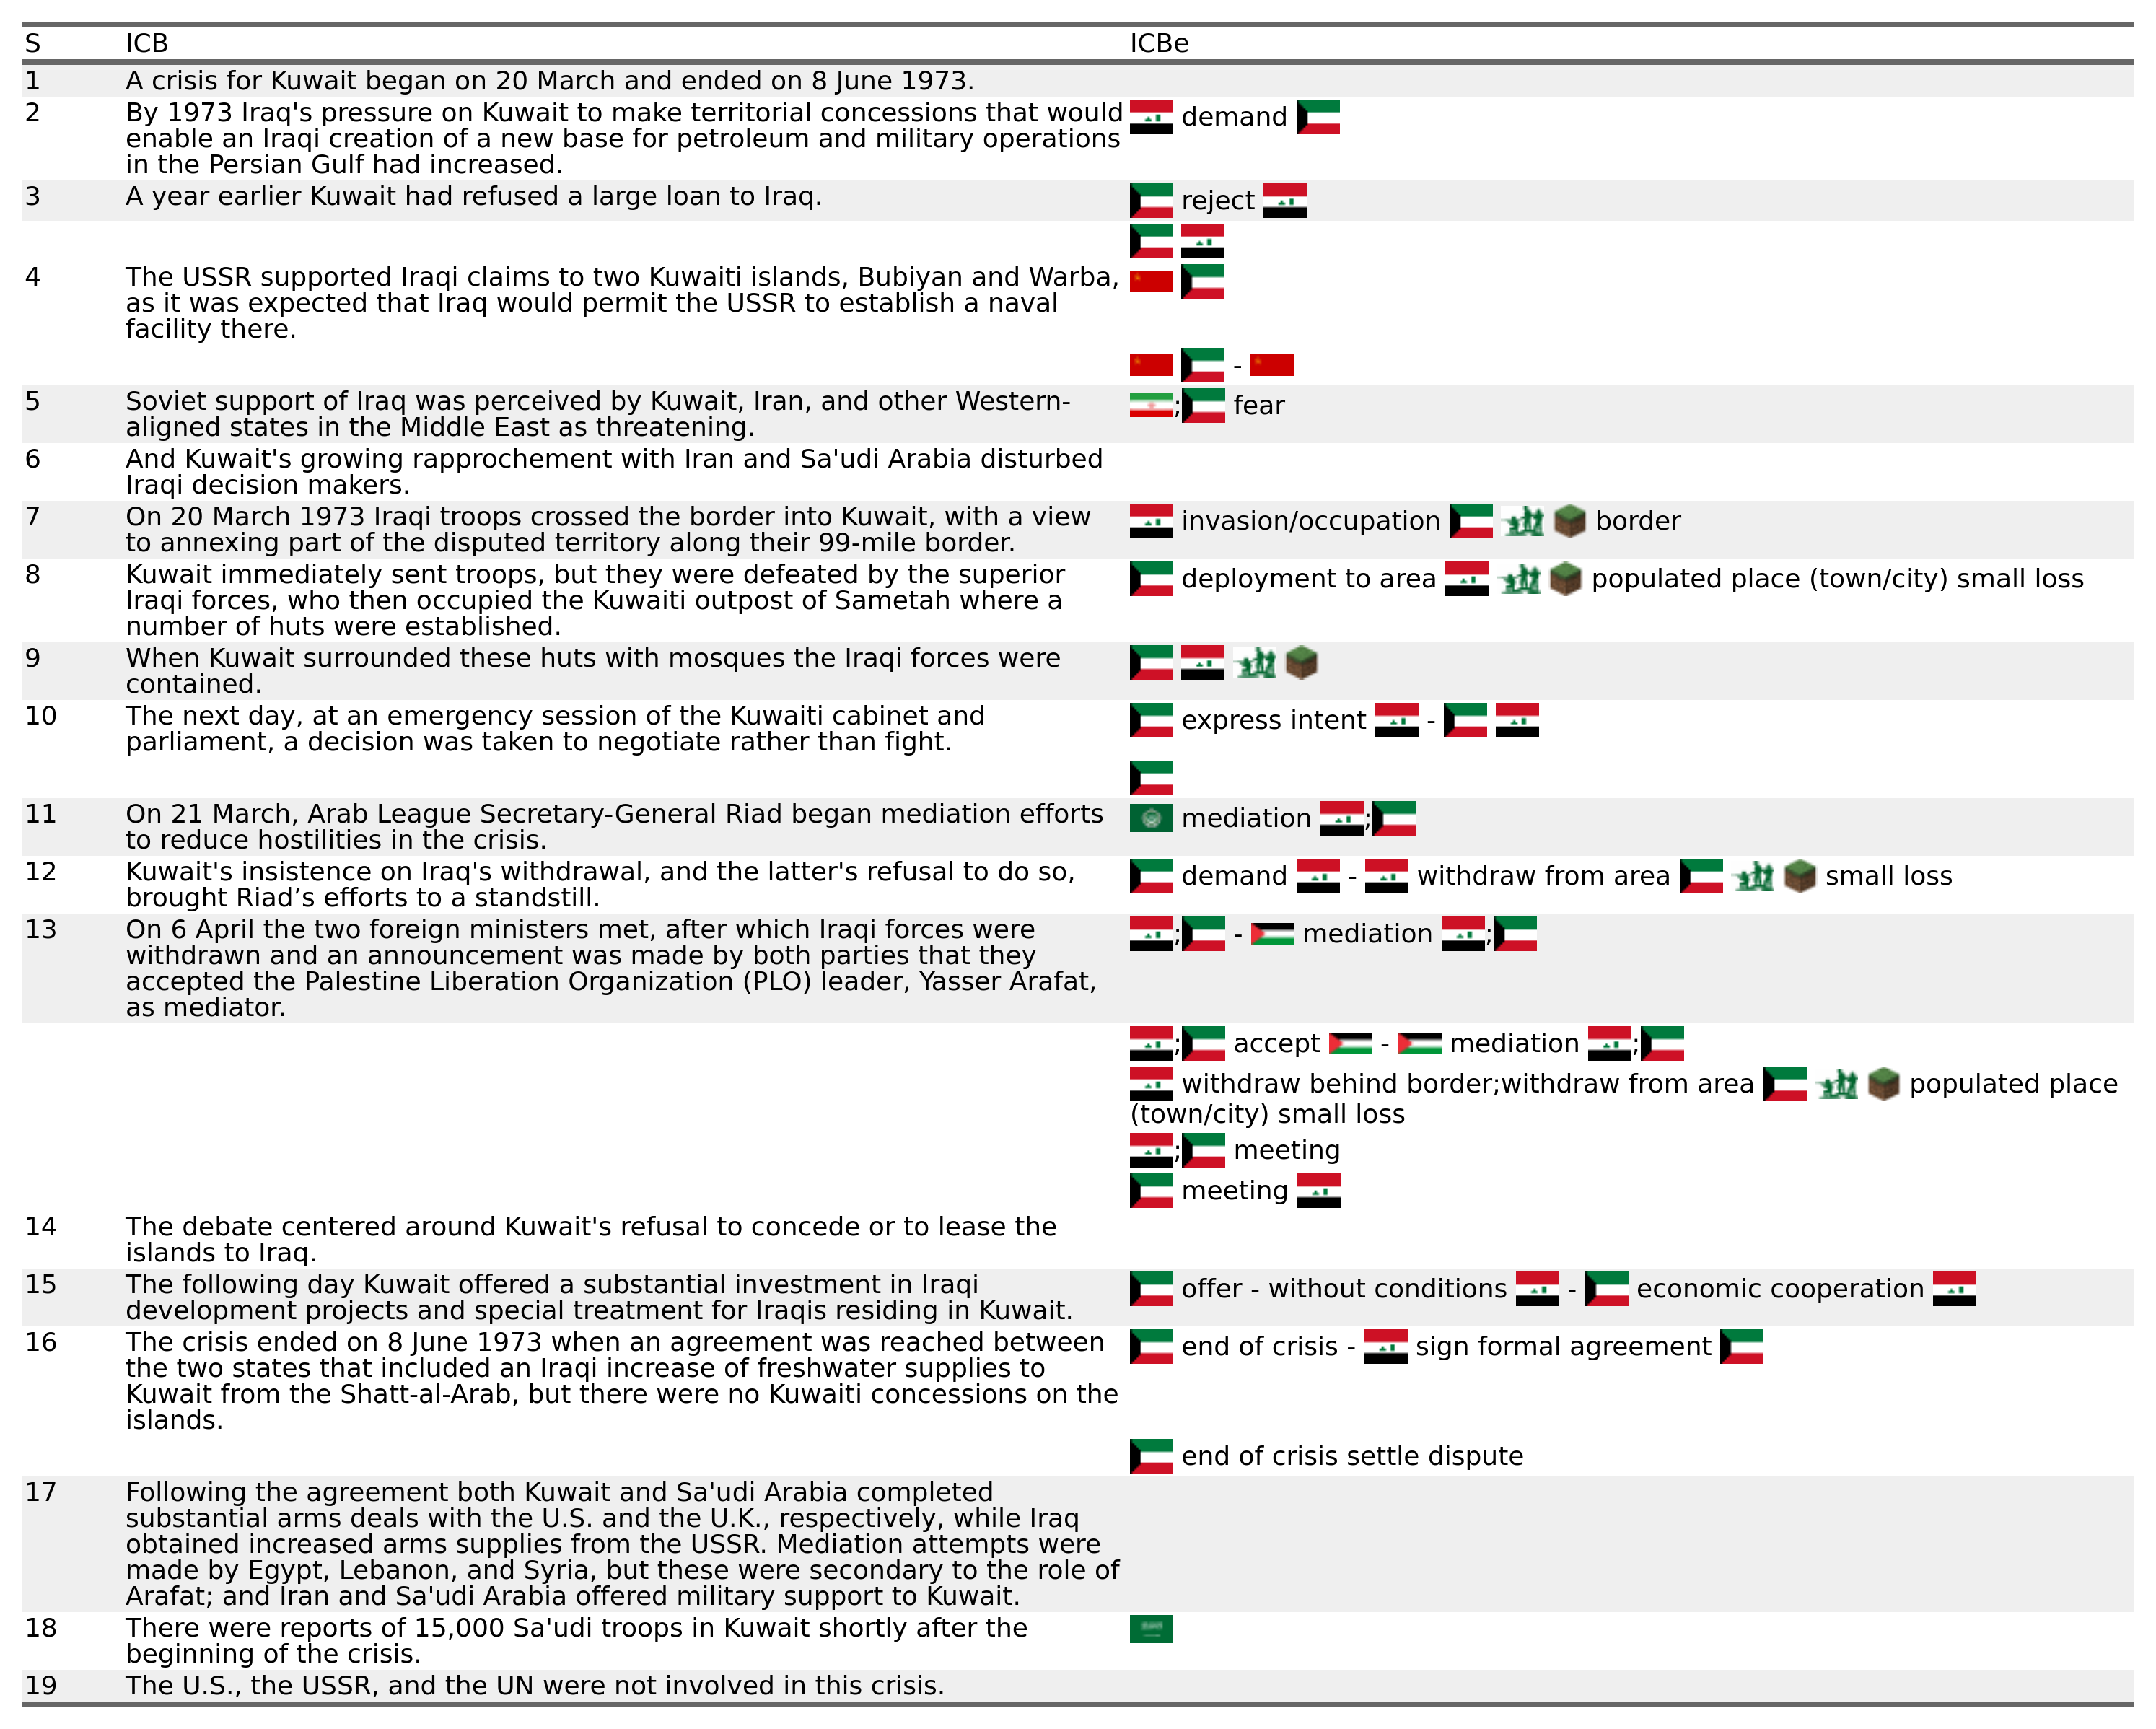 S ICB ICBe
1 A crisis for Kuwait began on 20 March and ended on 8 June 1973.
2 By 1973 Iraq's pressure on Kuwait to make territorial concessions that would demand
enable an Iraqi creation of a new base for petroleum and military operations
in the Persian Gulf had increased.
3 A year earlier Kuwait had refused a large loan to Iraq. reject
4 The USSR supported Iraqi claims to two Kuwaiti islands, Bubiyan and Warba,
as it was expected that Iraq would permit the USSR to establish a naval
facility there.
-
5 Soviet support of Iraq was perceived by Kuwait, Iran, and other Western- ; fear
aligned states in the Middle East as threatening.
6 And Kuwait's growing rapprochement with Iran and Sa'udi Arabia disturbed
Iraqi decision makers.
7 On 20 March 1973 Iraqi troops crossed the border into Kuwait, with a view invasion/occupation border
to annexing part of the disputed territory along their 99-mile border.
8 Kuwait immediately sent troops, but they were defeated by the superior deployment to area populated place (town/city) small loss
Iraqi forces, who then occupied the Kuwaiti outpost of Sametah where a
number of huts were established.
9 When Kuwait surrounded these huts with mosques the Iraqi forces were
contained.
10 The next day, at an emergency session of the Kuwaiti cabinet and express intent -
parliament, a decision was taken to negotiate rather than fight.
11 On 21 March, Arab League Secretary-General Riad began mediation efforts mediation ;
to reduce hostilities in the crisis.
12 Kuwait's insistence on Iraq's withdrawal, and the latter's refusal to do so, demand - withdraw from area small loss
brought Riad’s efforts to a standstill.
13 On 6 April the two foreign ministers met, after which Iraqi forces were ; - mediation ;
withdrawn and an announcement was made by both parties that they
accepted the Palestine Liberation Organization (PLO) leader, Yasser Arafat,
as mediator.
; accept - mediation ;
withdraw behind border;withdraw from area populated place
(town/city) small loss
; meeting
meeting
14 The debate centered around Kuwait's refusal to concede or to lease the
islands to Iraq.
15 The following day Kuwait offered a substantial investment in Iraqi offer - without conditions - economic cooperation
development projects and special treatment for Iraqis residing in Kuwait.
16 The crisis ended on 8 June 1973 when an agreement was reached between end of crisis - sign formal agreement
the two states that included an Iraqi increase of freshwater supplies to
Kuwait from the Shatt-al-Arab, but there were no Kuwaiti concessions on the
islands.
end of crisis settle dispute
17 Following the agreement both Kuwait and Sa'udi Arabia completed
substantial arms deals with the U.S. and the U.K., respectively, while Iraq
obtained increased arms supplies from the USSR. Mediation attempts were
made by Egypt, Lebanon, and Syria, but these were secondary to the role of
Arafat; and Iran and Sa'udi Arabia offered military support to Kuwait.
18 There were reports of 15,000 Sa'udi troops in Kuwait shortly after the
beginning of the crisis.
19 The U.S., the USSR, and the UN were not involved in this crisis.